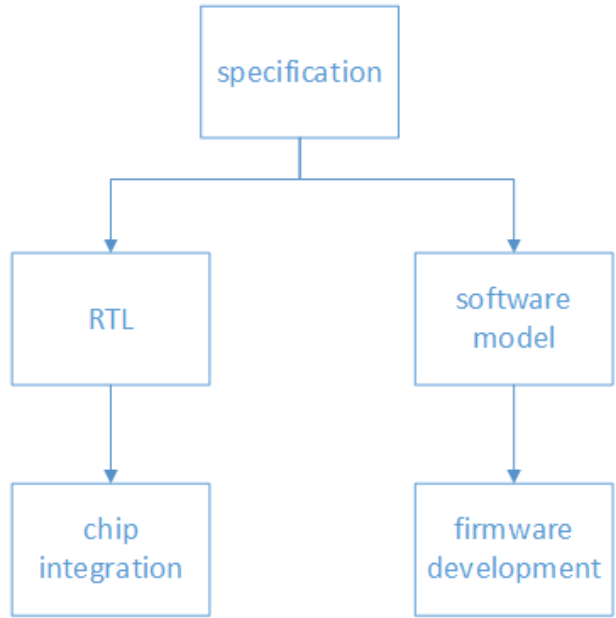 specification
RTL
software
model
chip
integration
firmware
development